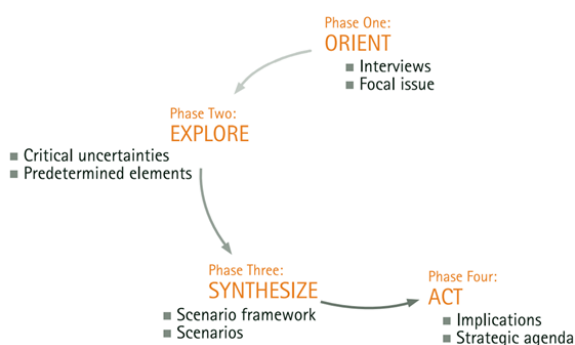 Phase One:
ORIENT
■ Interviews
■ Focal issue
Phase Two:
EXPLORE
■ Critical uncertainties
■ Predetermined elements
Phase Three:
SYNTHESIZE
■ Scenario framework
■ Scenarios
Phase Four:
ACT
■ Implications
■ Strategic agenda